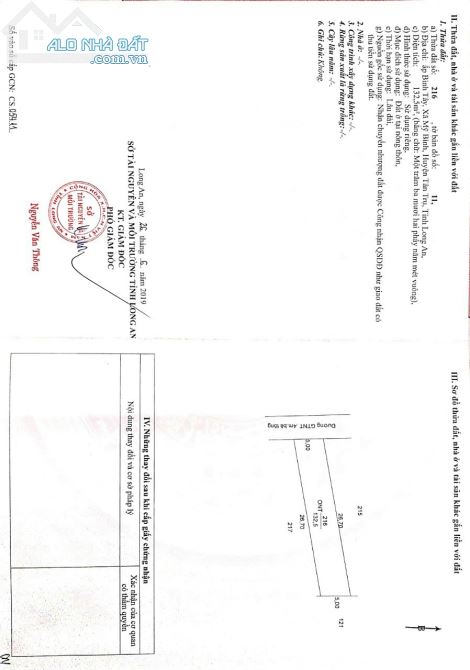 ALO NHÀ ĐẤT
.com.vn
II. Thửa đất, nhà ở và tài sản khác gắn liền với đất
1. Thửa đất:
a) Thửa đất số: 216 , tờ bản đồ số: 11,
b) Địa chỉ: ấp Bình Tây, Xã Mỹ Bình, Huyện Tân Trụ, Tỉnh Long An,
c) Diện tích: 132,5m², (bằng chữ: Một trăm ba mươi hai phẩy năm mét vuông),
d) Hình thức sử dụng: Sử dụng riêng,
đ) Mục đích sử dụng: Đất ở tại nông thôn,
e) Thời hạn sử dụng: Lâu dài,
g) Nguồn gốc sử dụng: Nhận chuyển nhượng đất được Công nhận QSDĐ như giao đất có
thu tiền sử dụng đất.
2. Nhà ở: -/-.
3. Công trình xây dựng khác: -/-.
4. Rừng sản xuất là rừng trồng: -/-.
5. Cây lâu năm: -/-.
6. Ghi chú: Không
Long An, ngày tháng 6 năm 2019
SỞ TÀI NGUYÊN VÀ MÔI TRƯỜNG TỈNH LONG AN
KT. GIÁM ĐỐC
PHÓ GIÁM ĐỐC
SỞ
TÀI NGUYÊN
MÔI TRƯỜNG
Nguyễn Văn Thông
Số vào sổ cấp GCN: CS
III. Sơ đồ thửa đất, nhà ở và tài sản khác gắn liền với đất
B
215
121
26,70
5,00
Đường GTNT 4m bê tông
5,00
ONT 216
132,5
26,70
217
IV. Những thay đổi sau khi cấp giấy chứng nhận
Nội dung thay đổi và cơ sở pháp lý
Xác nhận của cơ quan
có thẩm quyền